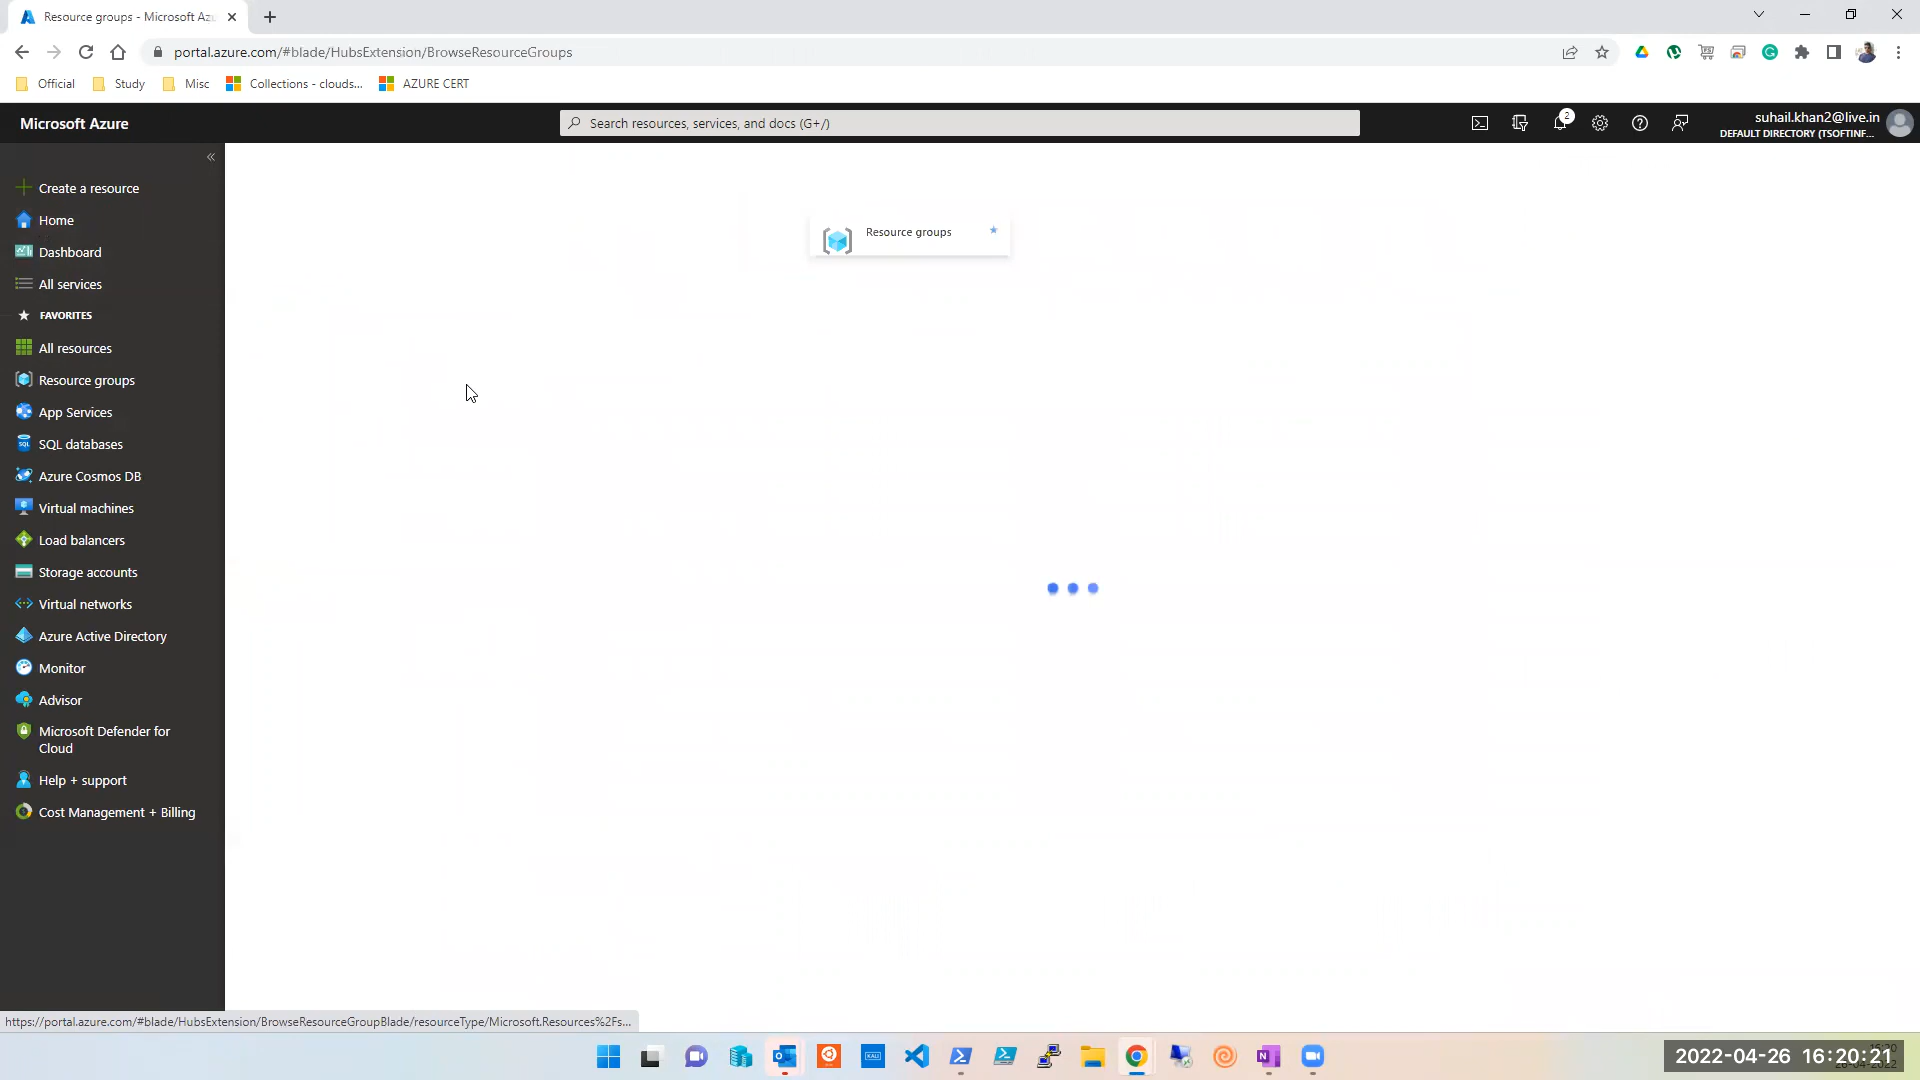 Resource groups - Microsoft Az
portal.azure.com/#blade/HubsExtension/BrowseResourceGroups
Official
Study
Misc
Collections - clouds...
AZURE CERT
Microsoft Azure
Search resources, services, and docs (G+/)
2
suhail.khan2@live.in
DEFAULT DIRECTORY (TSOFTINF...
Create a resource
Home
Dashboard
All services
FAVORITES
All resources
Resource groups
App Services
SQL databases
Azure Cosmos DB
Virtual machines
Load balancers
Storage accounts
Virtual networks
Azure Active Directory
Monitor
Advisor
Microsoft Defender for
Cloud
Help + support
Cost Management + Billing
Resource groups
https://portal.azure.com/#blade/HubsExtension/BrowseResourceGroupBlade/resourceType/Microsoft.Resources%2Fs...
2022-04-26 16:20:21